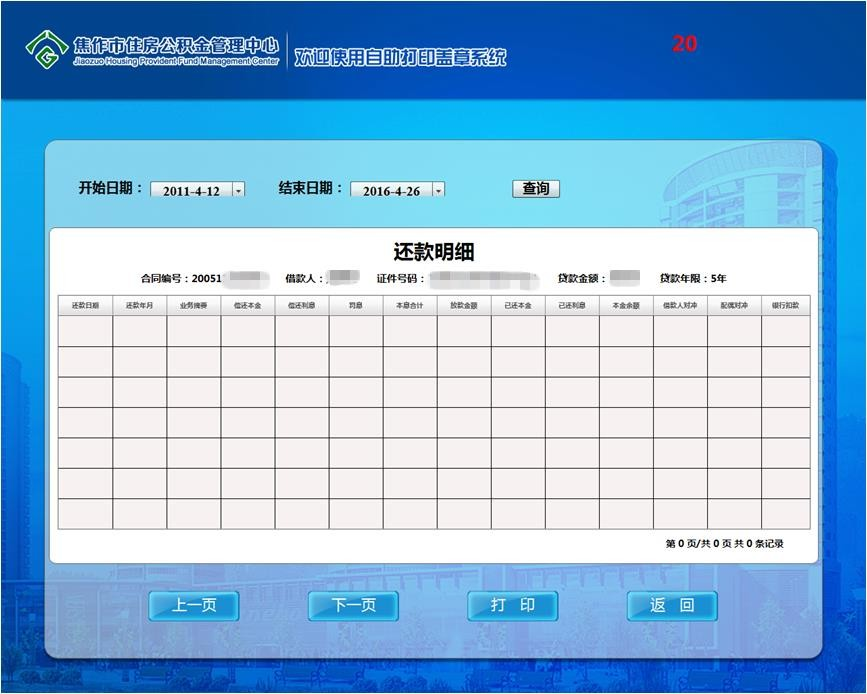 焦作市住房公积金管理中心
Jiaozuo Housing Provident Fund Management Center
欢迎使用自助打印盖章系统
20
开始日期： 2011-4-12 结束日期： 2016-4-26 查询
还款明细
合同编号：20051 借款人： 证件号码： 贷款金额： 贷款年限：5年
还款日期 还款年月 业务摘要 偿还本金 偿还利息 罚息 本息合计 放款金额 已还本金 已还利息 本金余额 借款人对冲 配偶对冲 银行扣款
第 0 页/共 0 页 共 0 条记录
上一页 下一页 打 印 返 回